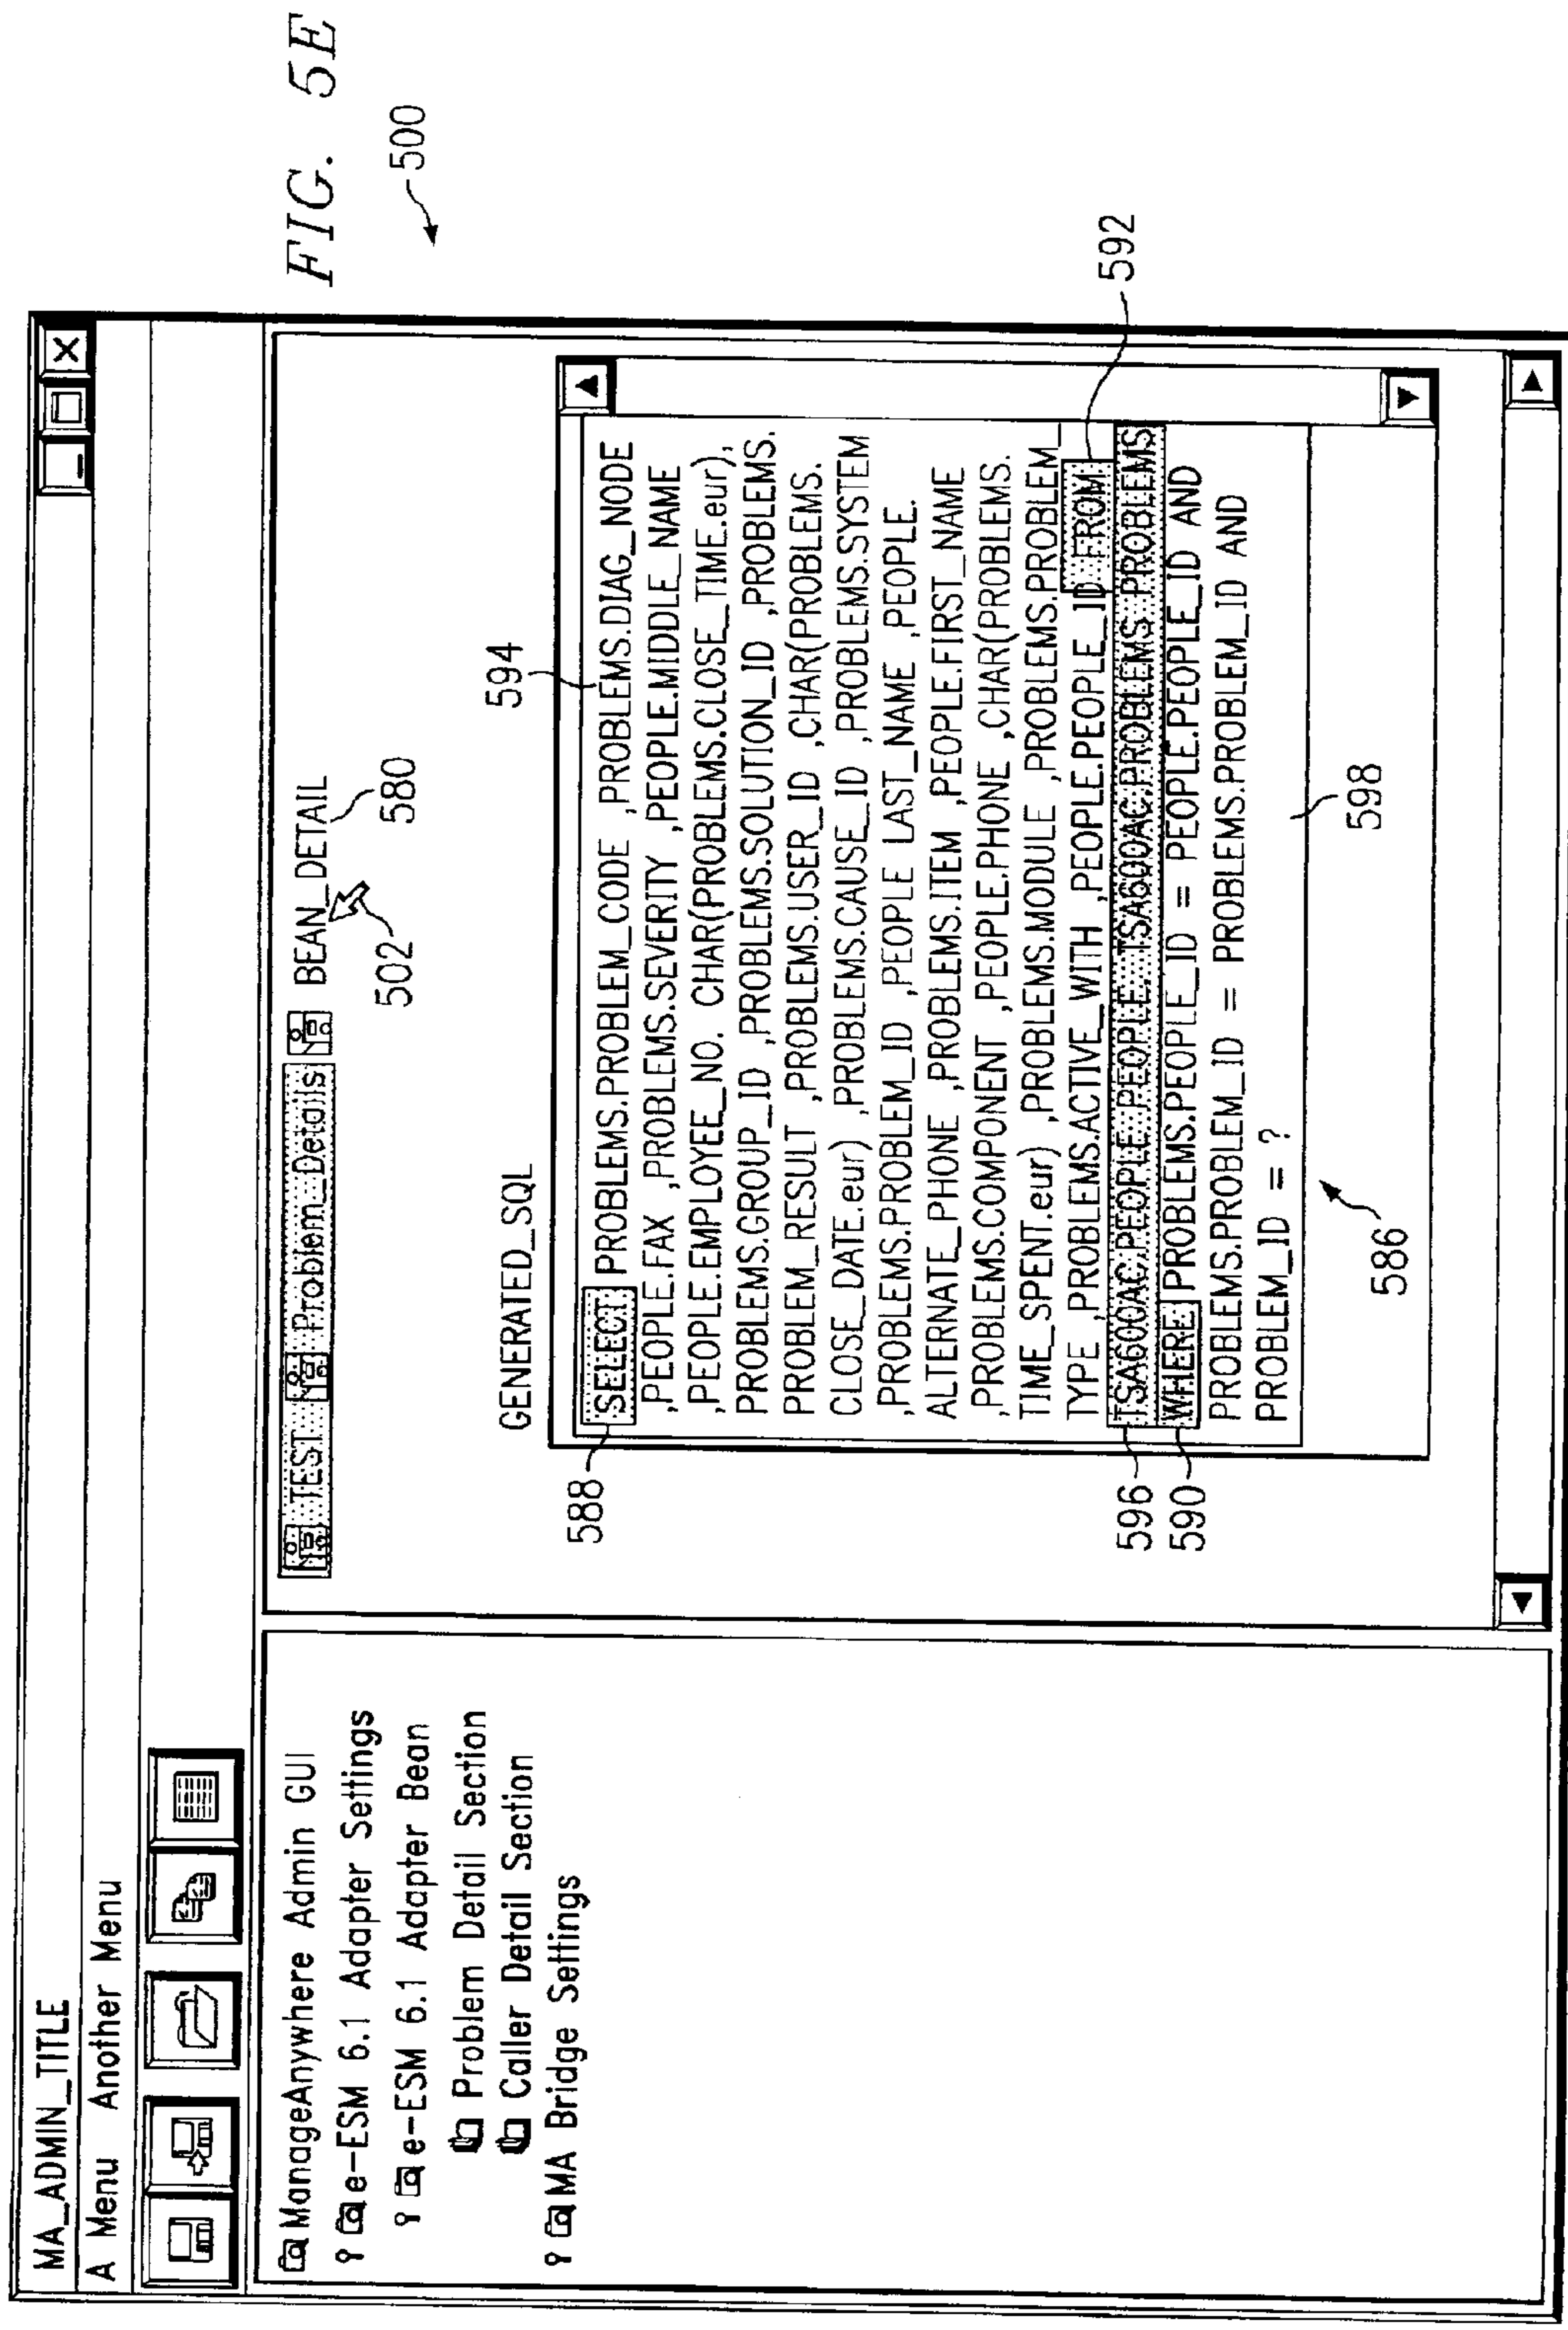 FIG. 5E
500
MA_ADMIN_TITLE
A Menu Another Menu
ManageAnywhere Admin GUI
e-ESM 6.1 Adapter Settings
e-ESM 6.1 Adapter Bean
Problem Detail Section
Caller Detail Section
MA Bridge Settings
TEST Problem_Details BEAN_DETAIL
502
580
GENERATED_SQL
594
588
SELECT PROBLEMS.PROBLEM_CODE ,PROBLEMS.DIAG_NODE
,PEOPLE.FAX ,PROBLEMS.SEVERITY ,PEOPLE.MIDDLE_NAME
,PEOPLE.EMPLOYEE_NO. CHAR(PROBLEMS.CLOSE_TIME.eur),
PROBLEMS.GROUP_ID ,PROBLEMS.SOLUTION_ID ,PROBLEMS.
PROBLEM_RESULT ,PROBLEMS.USER_ID ,CHAR(PROBLEMS.
CLOSE_DATE.eur) ,PROBLEMS.CAUSE_ID ,PROBLEMS.SYSTEM
,PROBLEMS.PROBLEM_ID ,PEOPLE LAST_NAME ,PEOPLE.
ALTERNATE_PHONE ,PROBLEMS.ITEM ,PEOPLE.FIRST_NAME
,PROBLEMS.COMPONENT ,PEOPLE.PHONE ,CHAR(PROBLEMS.
TIME_SPENT.eur) ,PROBLEMS.MODULE ,PROBLEMS.PROBLEM_
TYPE ,PROBLEMS.ACTIVE_WITH ,PEOPLE.PEOPLE_ID FROM
592
596
TSA600AC.PEOPLE PEOPLE, TSA600AC.PROBLEMS PROBLEMS
590
WHERE PROBLEMS.PEOPLE_ID = PEOPLE.PEOPLE_ID AND
PROBLEMS.PROBLEM_ID = PROBLEMS.PROBLEM_ID AND
PROBLEM_ID = ?
586
598